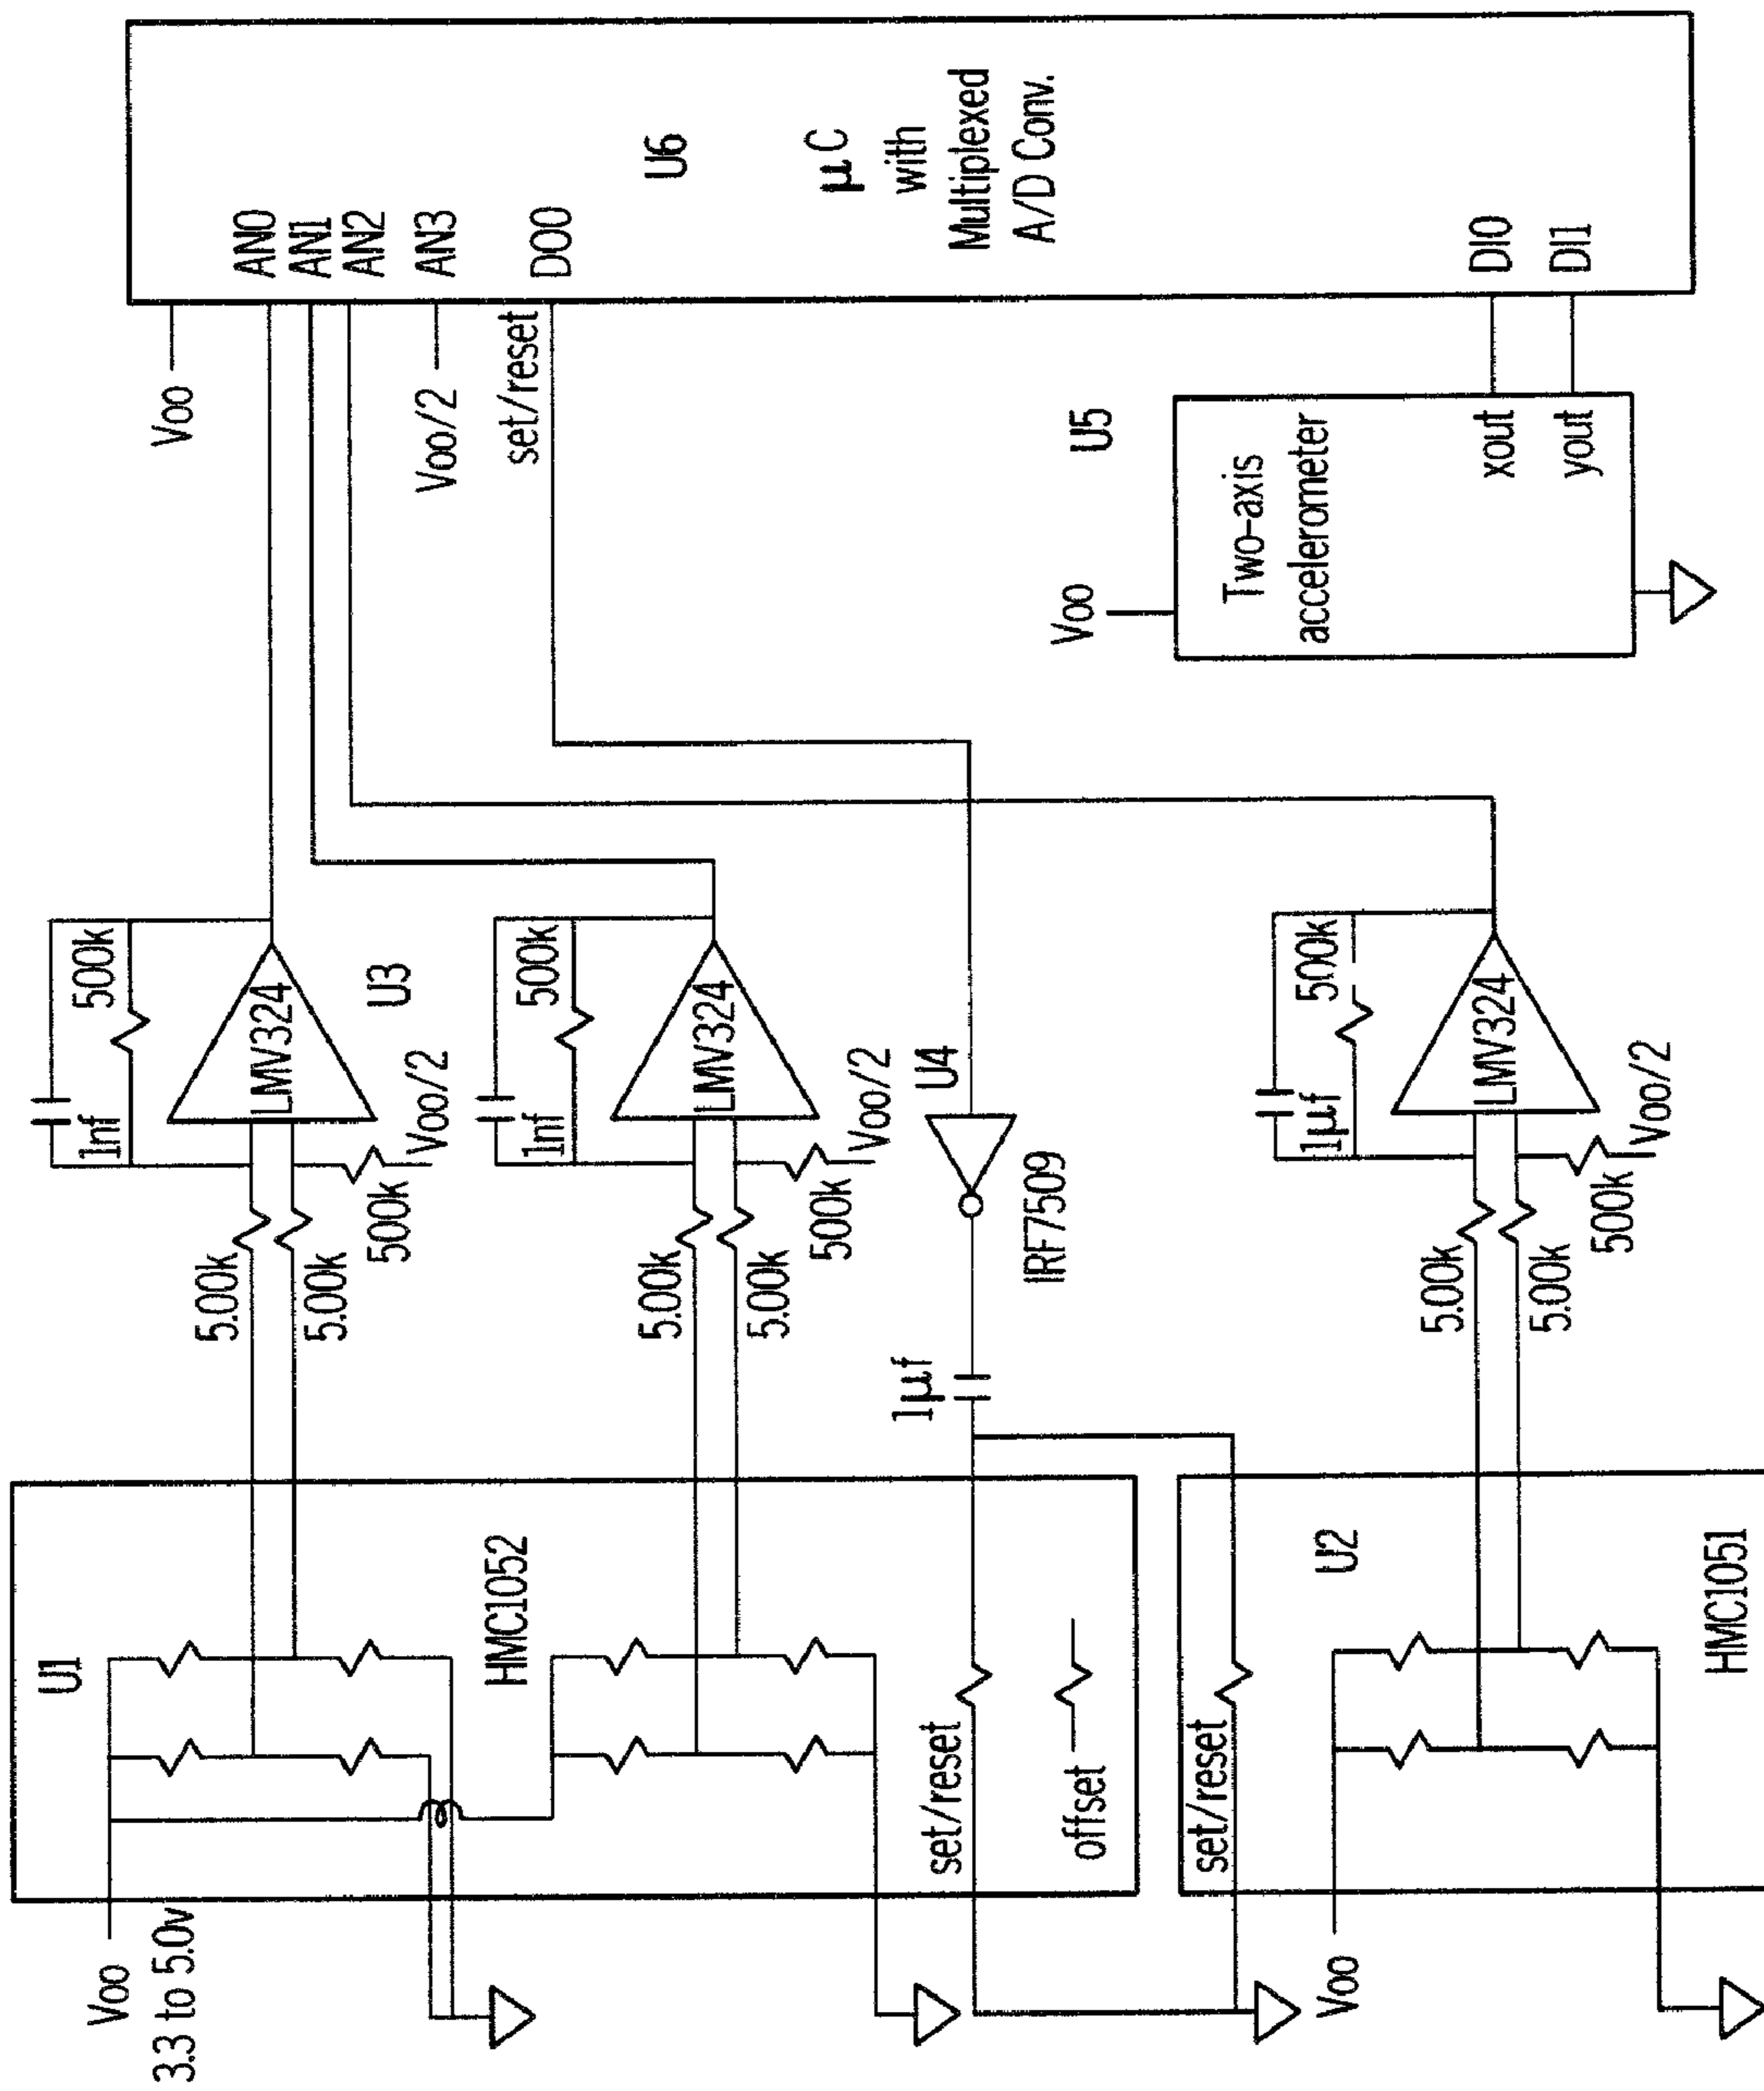 U1
Voo
3.3 to 5.0v
HMC1052
set/reset
offset
5.00k
5.00k
500k
1nf
500k
LMV324
U3
Voo/2
5.00k
5.00k
500k
1nf
500k
LMV324
Voo/2
1µf
IRF7509
U4
U2
set/reset
Voo
HMC1051
5.00k
5.00k
500k
1µf
500k
LMV324
Voo/2
Voo
Voo/2
set/reset
AN0
AN1
AN2
AN3
DO0
U6
µC
with
Multiplexed
A/D Conv.
DI0
DI1
U5
Voo
Two-axis
accelerometer
xout
yout